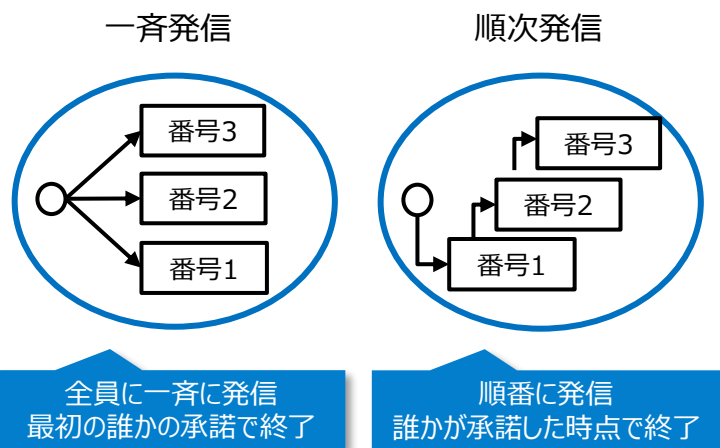 一斉発信
番号3
番号2
番号1
全員に一斉に発信
最初の誰かの承諾で終了
順次発信
番号3
番号2
番号1
順番に発信
誰かが承諾した時点で終了